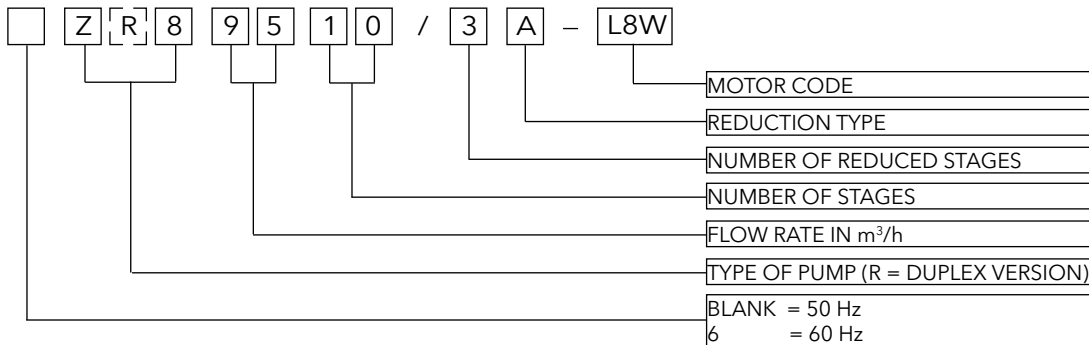 Z R 8 9 5 1 0 / 3 A – L8W
MOTOR CODE
REDUCTION TYPE
NUMBER OF REDUCED STAGES
NUMBER OF STAGES
FLOW RATE IN m³/h
TYPE OF PUMP (R = DUPLEX VERSION)
BLANK = 50 Hz
6 = 60 Hz